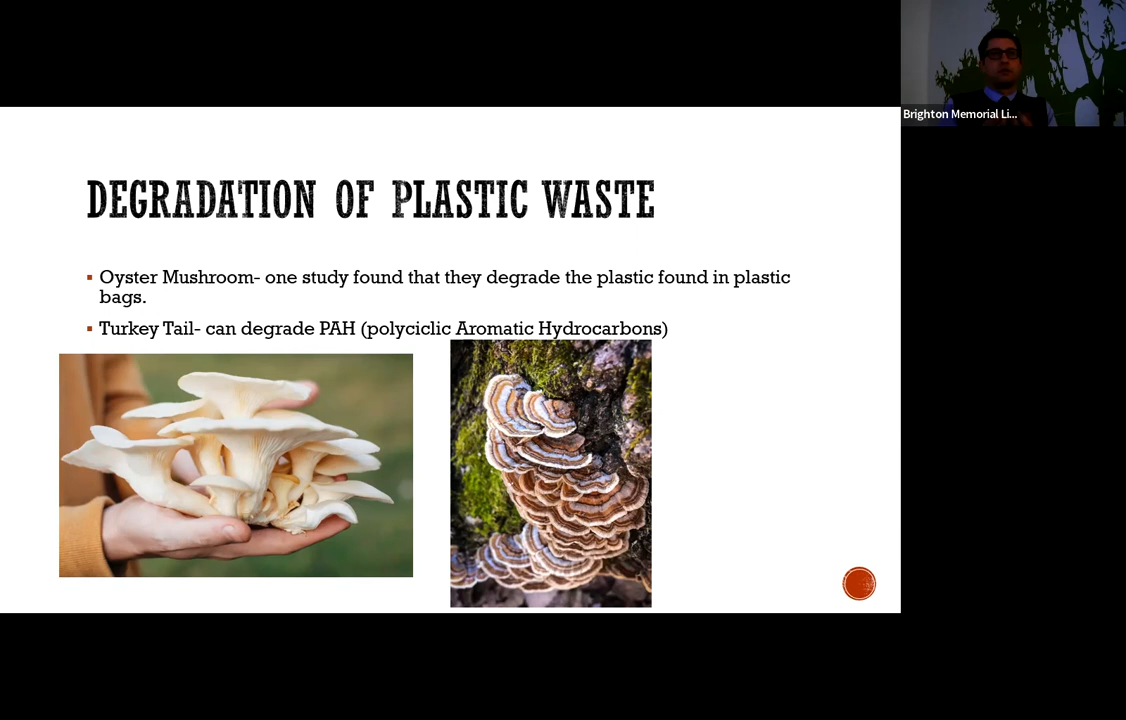 Brighton Memorial Li...
DEGRADATION OF PLASTIC WASTE
▪ Oyster Mushroom- one study found that they degrade the plastic found in plastic
bags.
▪ Turkey Tail- can degrade PAH (polyciclic Aromatic Hydrocarbons)